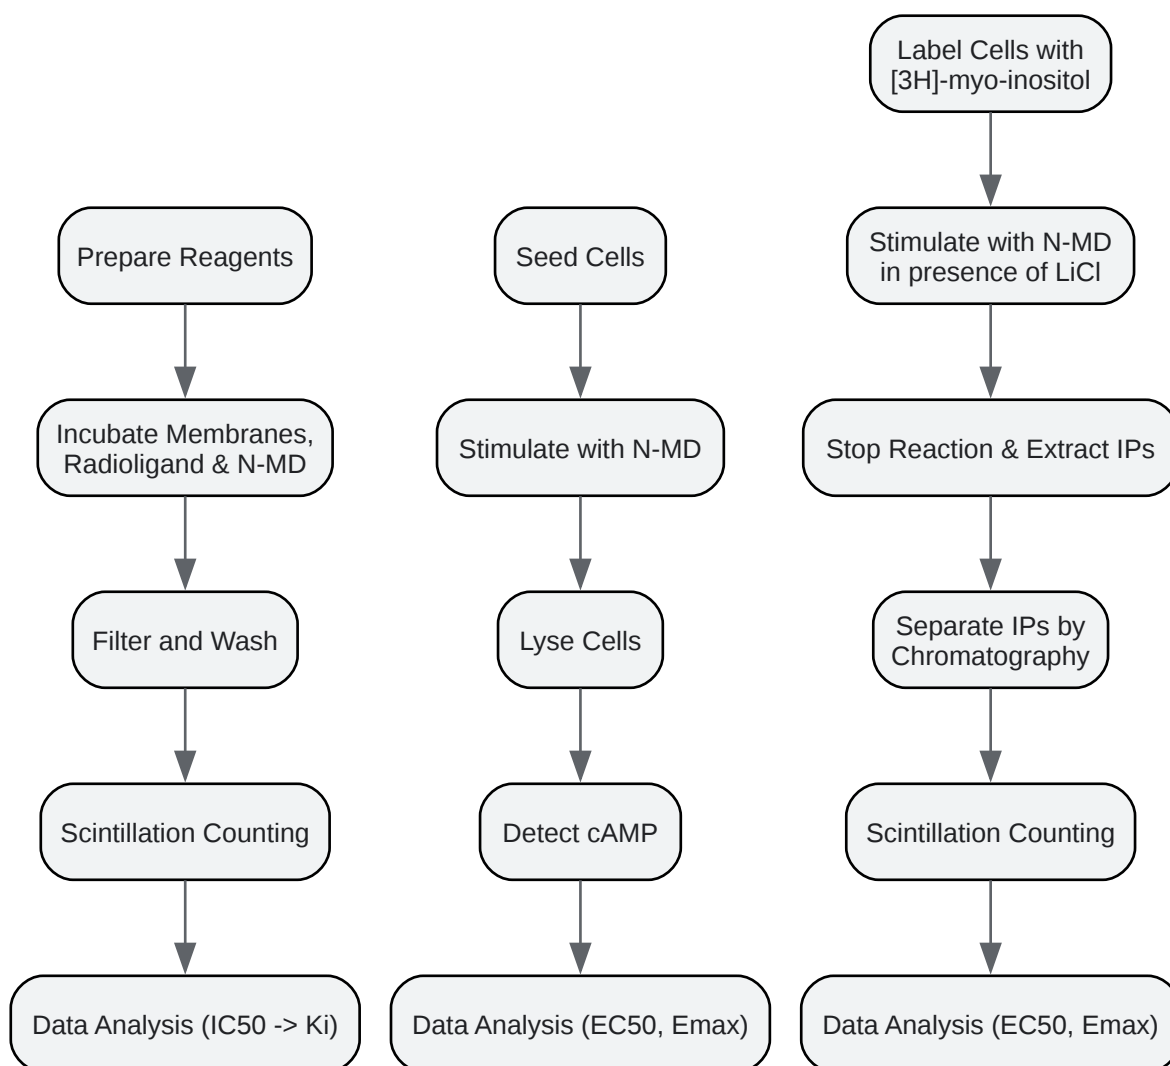 Prepare Reagents
Incubate Membranes,
Radioligand & N-MD
Filter and Wash
Scintillation Counting
Data Analysis (IC50 -> Ki)
Seed Cells
Stimulate with N-MD
Lyse Cells
Detect cAMP
Data Analysis (EC50, Emax)
Label Cells with
[3H]-myo-inositol
Stimulate with N-MD
in presence of LiCl
Stop Reaction & Extract IPs
Separate IPs by
Chromatography
Scintillation Counting
Data Analysis (EC50, Emax)